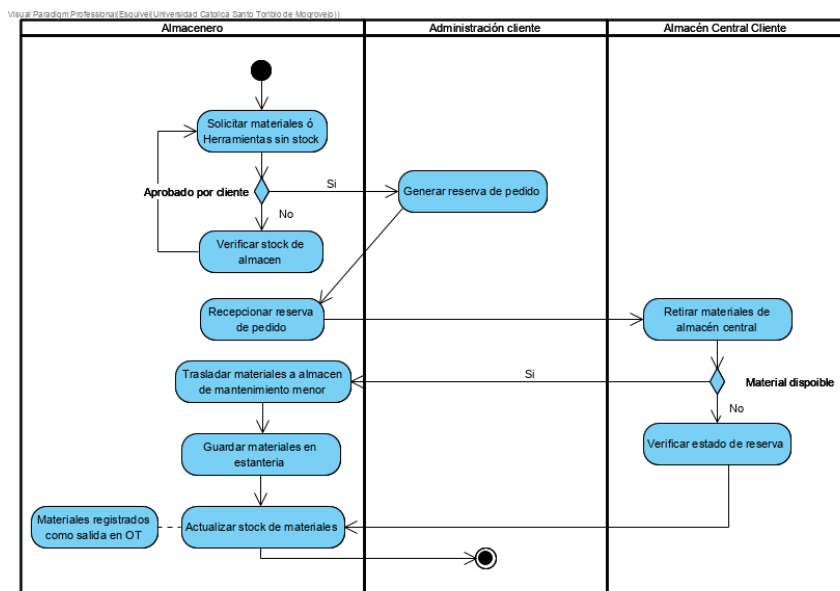 Visual Paradigm Professional(Esquivel(Universidad Catolica Santo Toribio de Mogrovejo))
Almacenero
Administración cliente
Almacén Central Cliente
Solicitar materiales ó
Herramientas sin stock
Aprobado por cliente
Si
Generar reserva de pedido
No
Verificar stock de
almacen
Recepcionar reserva
de pedido
Retirar materiales de
almacén central
Trasladar materiales a almacen
de mantenimiento menor
Si
Material dispoible
No
Guardar materiales en
estanteria
Verificar estado de reserva
Materiales registrados
como salida en OT
Actualizar stock de materiales